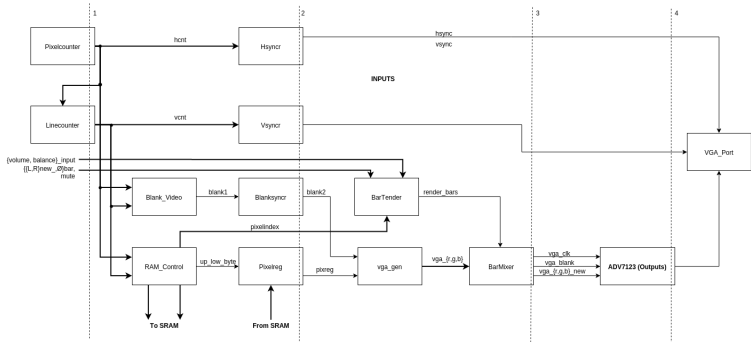 1
2
3
4
Pixelcounter
hcnt
Hsyncr
hsync
vsync
INPUTS
Linecounter
vcnt
Vsyncr
VGA_Port
{volume, balance}_input
{{L,R}new_,Ø}bar,
mute
Blank_Video
blank1
Blanksyncr
blank2
BarTender
render_bars
pixelindex
RAM_Control
up_low_byte
Pixelreg
pixreg
vga_gen
vga_{r,g,b}
BarMixer
vga_clk
vga_blank
vga_{r,g,b}_new
ADV7123 (Outputs)
To SRAM
From SRAM